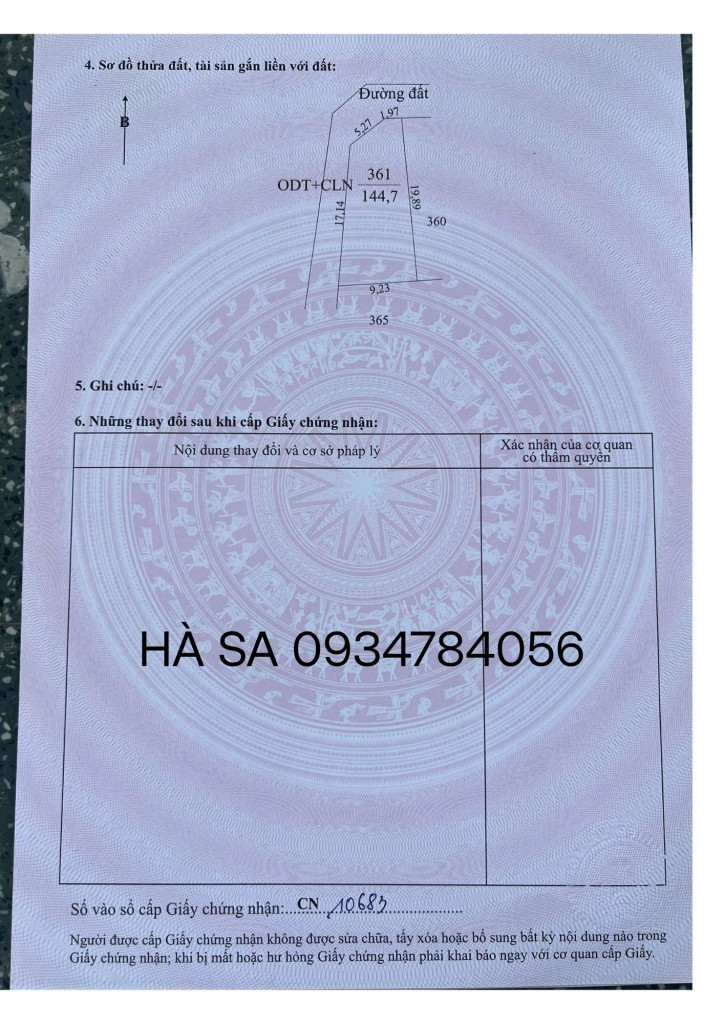 4. Sơ đồ thửa đất, tài sản gắn liền với đất:
Đường đất
B
5,27
1,97
ODT+CLN
361
144,7
17,14
19,89
360
9,23
365
5. Ghi chú: -/-
6. Những thay đổi sau khi cấp Giấy chứng nhận:
Nội dung thay đổi và cơ sở pháp lý
Xác nhận của cơ quan
có thẩm quyền
HÀ SA 0934784056
Số vào sổ cấp Giấy chứng nhận:....CN 10683....................
Người được cấp Giấy chứng nhận không được sửa chữa, tẩy xóa hoặc bổ sung bất kỳ nội dung nào trong
Giấy chứng nhận; khi bị mất hoặc hư hỏng Giấy chứng nhận phải khai báo ngay với cơ quan cấp Giấy.